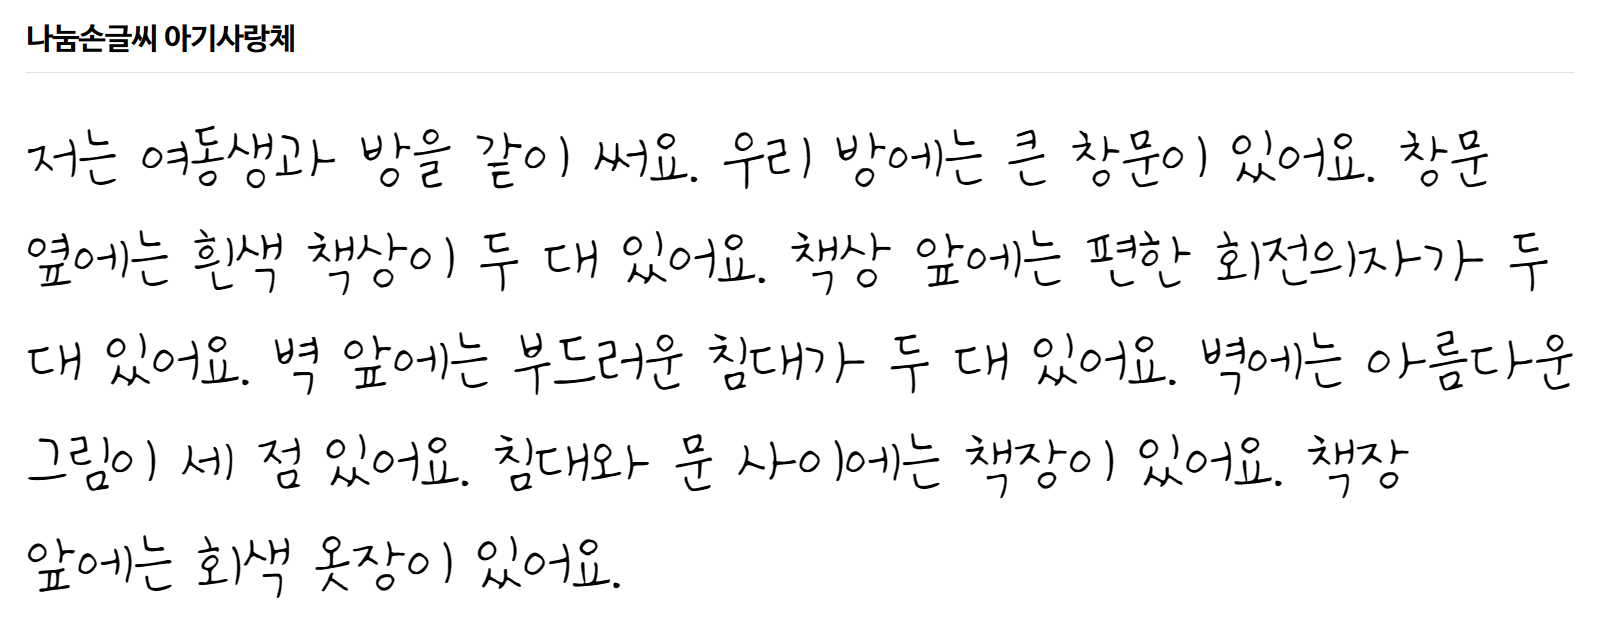 나눔손글씨 아기사랑체
저는 여동생과 방을 같이 써요. 우리 방에는 큰 창문이 있어요. 창문
옆에는 흰색 책상이 두 대 있어요. 책상 앞에는 편한 회전의자가 두
대 있어요. 벽 앞에는 부드러운 침대가 두 대 있어요. 벽에는 아름다운
그림이 세 점 있어요. 침대와 문 사이에는 책장이 있어요. 책장
앞에는 회색 옷장이 있어요.